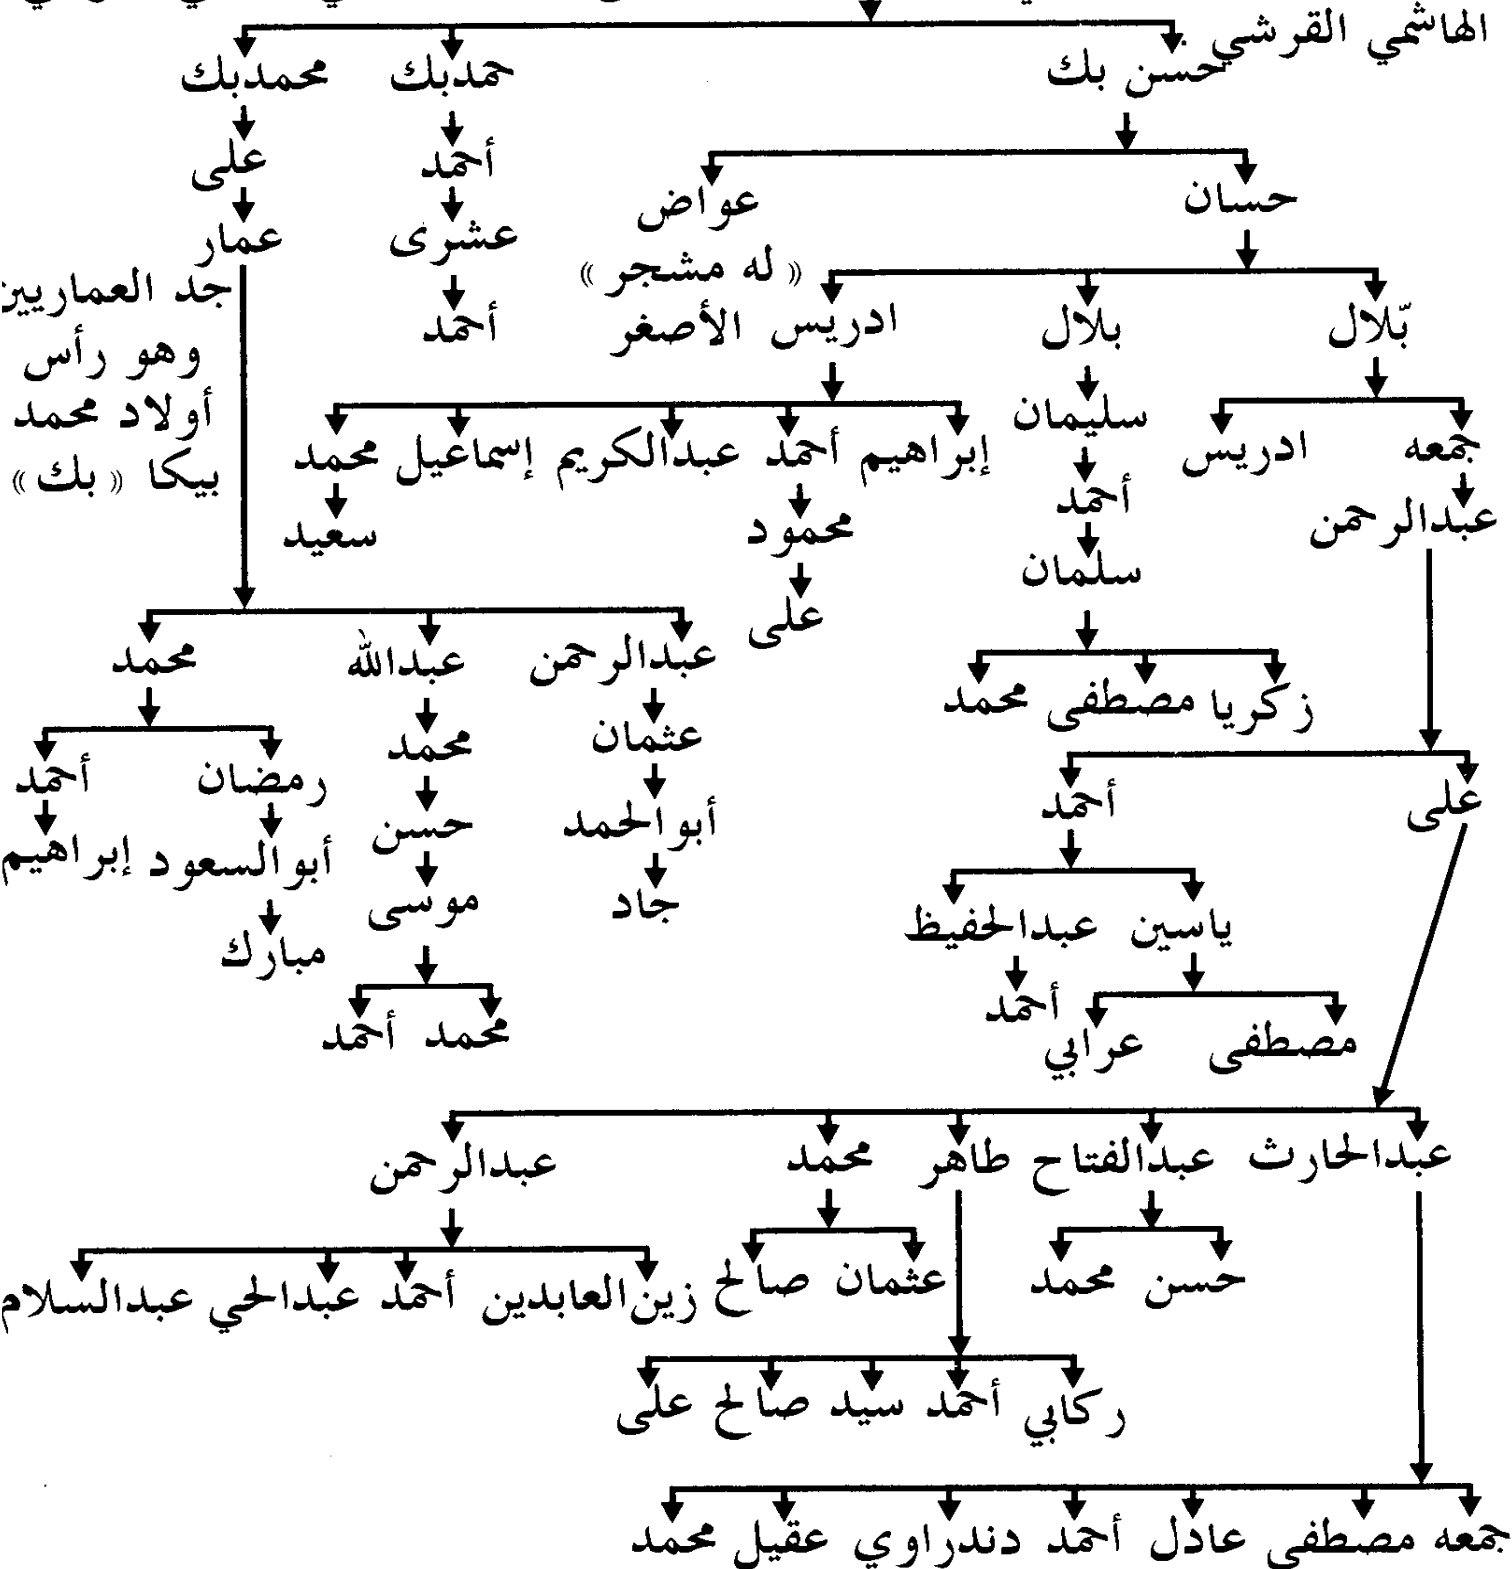 الهاشمي القرشي
حسن بك حمدبك محمدبك
أحمد على
حسان عواض
عشرى عمار
« له مشجر »
جد العماريين
بّلال بلال ادريس الأصغر أحمد
وهو رأس
سليمان أولاد محمد
جمعه ادريس إبراهيم أحمد عبدالكريم إسماعيل محمد
بيكا « بك »
أحمد
عبدالرحمن محمود سعيد
سلمان
على
عبدالرحمن عبدالله محمد
زكريا مصطفى محمد
عثمان محمد
رمضان أحمد
على أحمد
أبوالحمد حسن
أبوالسعود إبراهيم
جاد موسى
ياسين عبدالحفيظ
مبارك
أحمد
محمد أحمد
مصطفى عرابي
عبدالحارث عبدالفتاح طاهر محمد عبدالرحمن
حسن محمد عثمان صالح
زين العابدين أحمد عبدالحي عبدالسلام
ركابي أحمد سيد صالح على
جمعه مصطفى عادل أحمد دندراوي عقيل محمد